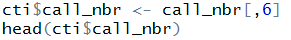 cti$call_nbr <- call_nbr[,6]
head(cti$call_nbr)